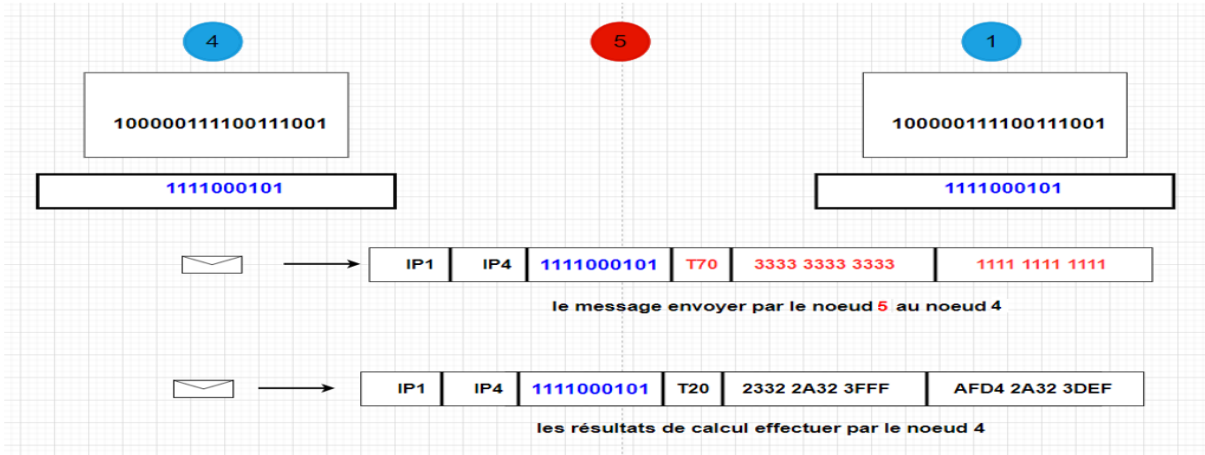 4 5 1
100000111100111001 100000111100111001
1111000101 1111000101
IP1 IP4 1111000101 T70 3333 3333 3333 1111 1111 1111
le message envoyer par le noeud 5 au noeud 4
IP1 IP4 1111000101 T20 2332 2A32 3FFF AFD4 2A32 3DEF
les résultats de calcul effectuer par le noeud 4